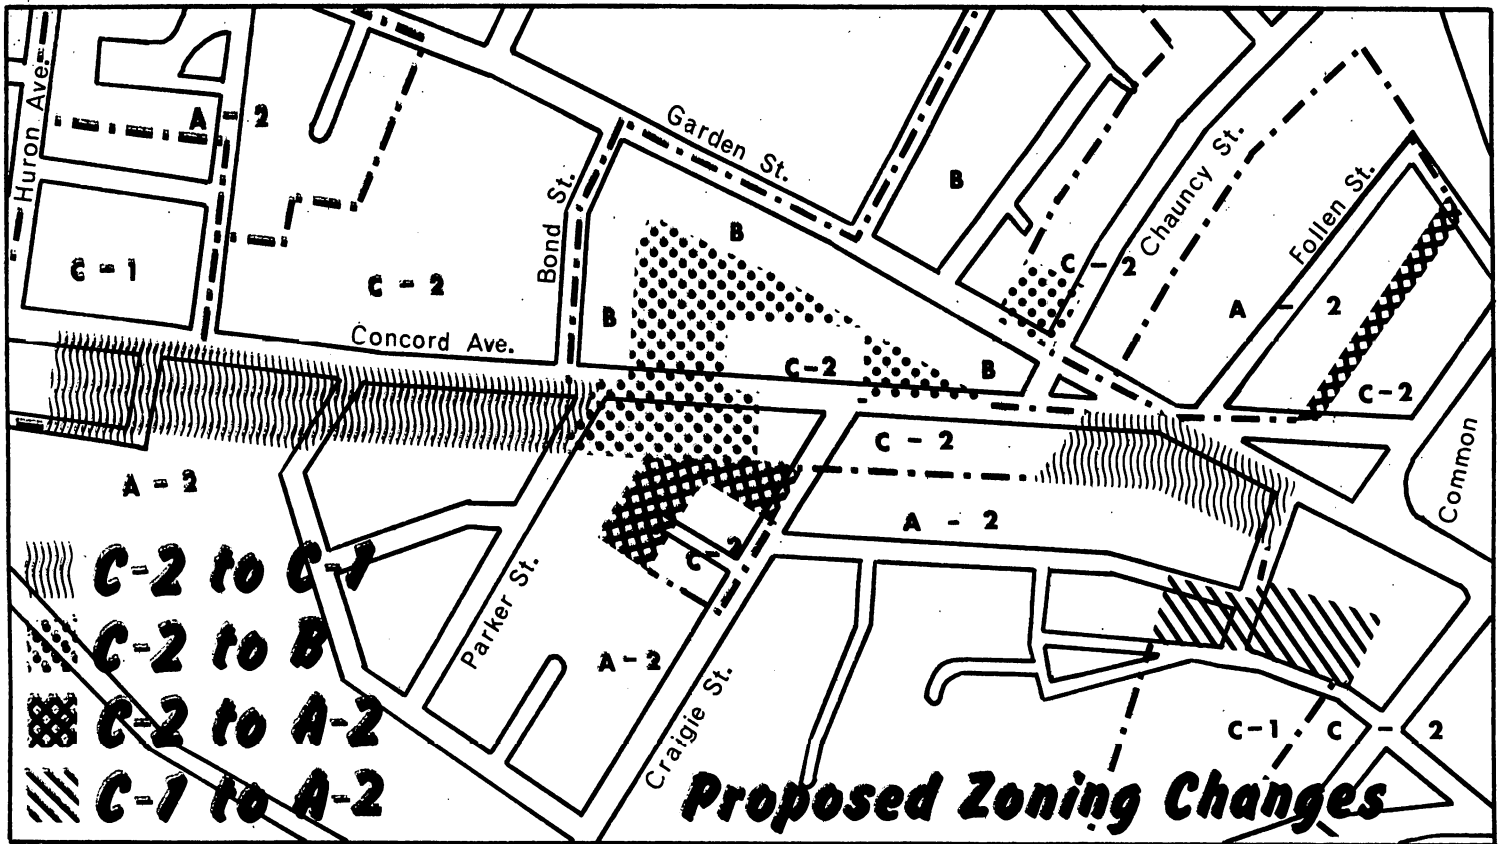 Huron Ave.
A - 2
Garden St.
B
Chauncy St.
Follen St.
Bond St.
B
C - 2
C - 1
C - 2
B
A - 2
Concord Ave.
C-2
B
C-2
C - 2
Common
A - 2
A - 2
C-2
Parker St.
A - 2
Craigie St.
C-1
C - 2
C-2 to C-1
C-2 to B
C-2 to A-2
C-1 to A-2
Proposed Zoning Changes